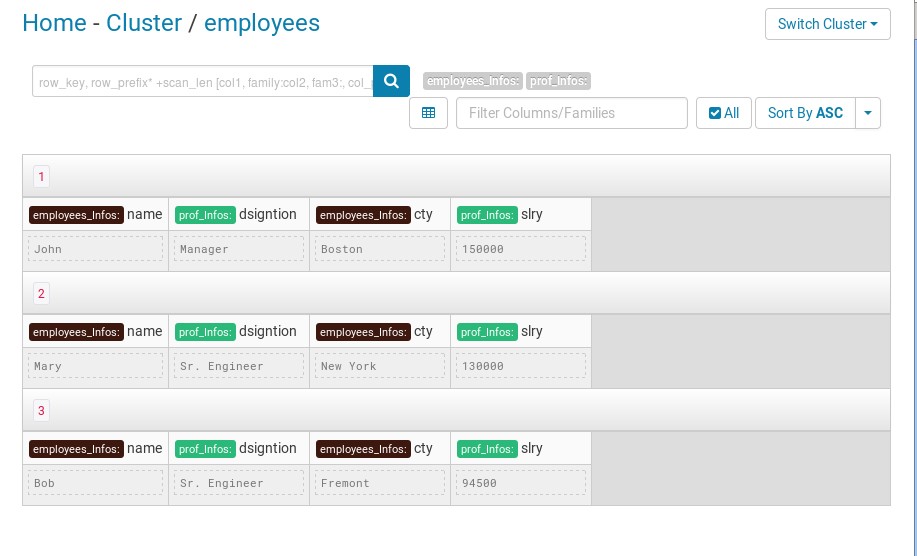 Home - Cluster / employees
Switch Cluster
row_key, row_prefix* +scan_len [col1, family:col2, fam3:, col_
employees_Infos: prof_Infos:
Filter Columns/Families
All
Sort By ASC
1
employees_Infos: name prof_Infos: dsigntion employees_Infos: cty prof_Infos: slry
John Manager Boston 150000
2
employees_Infos: name prof_Infos: dsigntion employees_Infos: cty prof_Infos: slry
Mary Sr. Engineer New York 130000
3
employees_Infos: name prof_Infos: dsigntion employees_Infos: cty prof_Infos: slry
Bob Sr. Engineer Fremont 94500